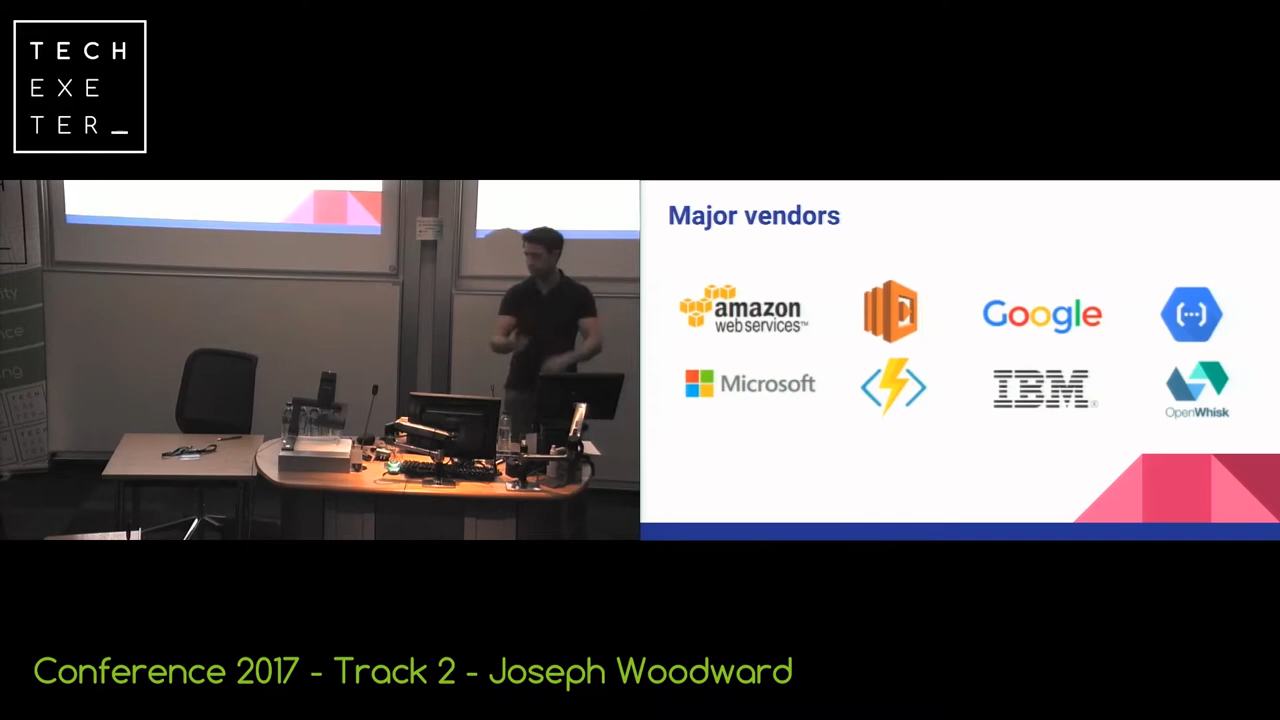 TECH
EXE
TER_
Major vendors
amazon
web services™
Google
Microsoft
IBM®
OpenWhisk
Conference 2017 - Track 2 - Joseph Woodward